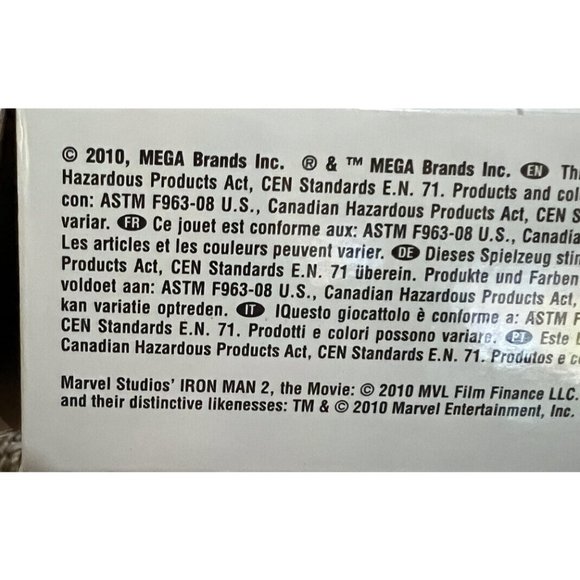 © 2010, MEGA Brands Inc. ® & ™ MEGA Brands Inc. EN Th
Hazardous Products Act, CEN Standards E.N. 71. Products and col
con: ASTM F963-08 U.S., Canadian Hazardous Products Act, CEN S
variar. FR Ce jouet est conforme aux: ASTM F963-08 U.S., Canadia
Les articles et les couleurs peuvent varier. DE Dieses Spielzeug stin
Products Act, CEN Standards E.N. 71 überein. Produkte und Farben
voldoet aan: ASTM F963-08 U.S., Canadian Hazardous Products Act,
kan variatie optreden. IT IQuesto giocattolo è conforme a: ASTM F
CEN Standards E.N. 71. Prodotti e colori possono variare. PT Este
Canadian Hazardous Products Act, CEN Standards E.N. 71. Produtos e c
Marvel Studios' IRON MAN 2, the Movie: © 2010 MVL Film Finance LLC.
and their distinctive likenesses: TM & © 2010 Marvel Entertainment, Inc.